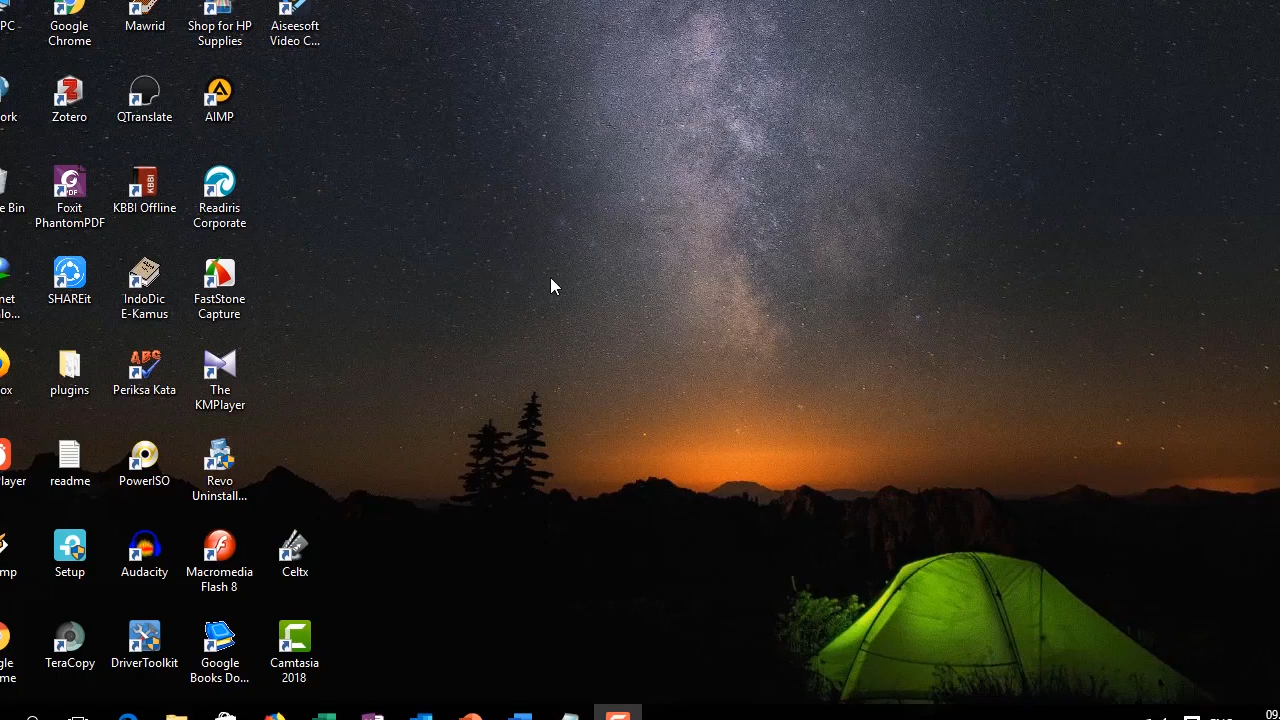 PC
Google
Chrome
Mawrid
Shop for HP
Supplies
Aiseesoft
Video C...
ork
Zotero
QTranslate
AIMP
e Bin
Foxit
PhantomPDF
KBBI Offline
Readiris
Corporate
net
lo...
SHAREit
IndoDic
E-Kamus
FastStone
Capture
ox
plugins
Periksa Kata
The
KMPlayer
layer
readme
PowerISO
Revo
Uninstall...
mp
Setup
Audacity
Macromedia
Flash 8
Celtx
gle
me
TeraCopy
DriverToolkit
Google
Books Do...
Camtasia
2018
09